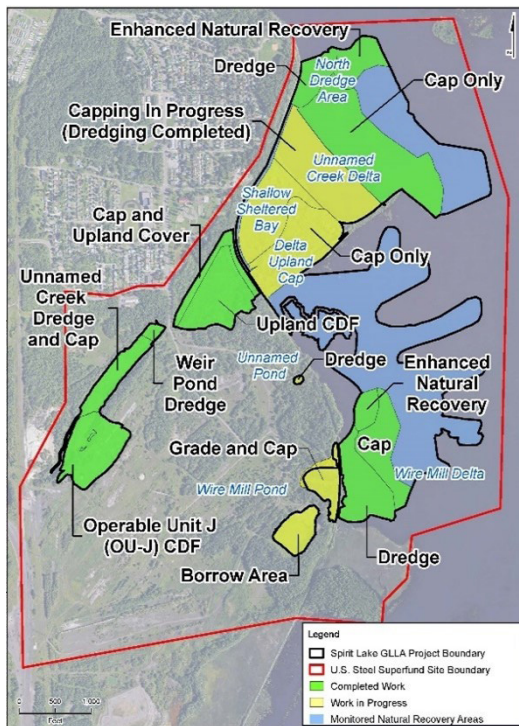 Enhanced Natural Recovery
Dredge
North
Dredge
Area
Cap Only
Capping In Progress
(Dredging Completed)
Unnamed
Creek Delta
Shallow
Sheltered
Bay
Cap and
Upland Cover
Delta
Upland
Cap
Cap Only
Unnamed
Creek
Dredge
and Cap
Upland CDF
Weir
Pond
Dredge
Unnamed
Pond
Dredge
Enhanced
Natural
Recovery
Cap
Grade and Cap
Wire Mill Pond
Wire Mill Delta
OU-J
Operable Unit J
(OU-J) CDF
Borrow Area
Dredge
Legend
Spirit Lake GLLA Project Boundary
U.S. Steel Superfund Site Boundary
Completed Work
Work in Progress
Monitored Natural Recovery Areas
0 500 1,000
Feet